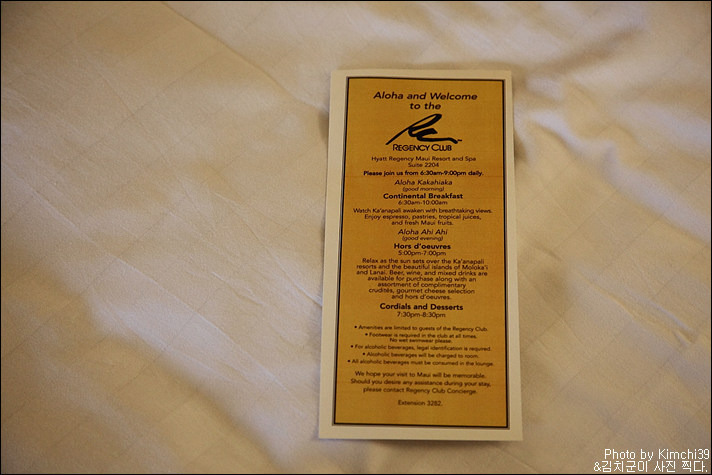 Aloha and Welcome
to the
REGENCY CLUB
Hyatt Regency Maui Resort and Spa
Suite 2204
Please join us from 6:30am-9:00pm daily.
Aloha Kakahiaka
(good morning)
Continental Breakfast
6:30am-10:00am
Watch Ka'anapali awaken with breathtaking views.
Enjoy espresso, pastries, tropical juices,
and fresh Maui fruits.
Aloha Ahi Ahi
(good evening)
Hors d'oeuvres
5:00pm-7:00pm
Relax as the sun sets over the Ka'anapali
resorts and the beautiful islands of Moloka'i
and Lanai. Beer, wine, and mixed drinks are
available for purchase along with an
assortment of complimentary
crudités, gourmet cheese selection
and hors d'oeuvres.
Cordials and Desserts
7:30pm-8:30pm
• Amenities are limited to guests of the Regency Club.
• Footwear is required in the club at all times.
No wet swimwear please.
• For alcoholic beverages, legal identification is required.
• Alcoholic beverages will be charged to room.
• All alcoholic beverages must be consumed in the lounge.
We hope your visit to Maui will be memorable.
Should you desire any assistance during your stay,
please contact Regency Club Concierge.
Extension 3282.
Photo by Kimchi39
&김치군이 사진 찍다.